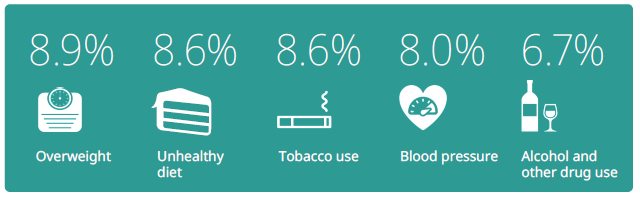 8.9% 8.6% 8.6% 8.0% 6.7%
Overweight Unhealthy Tobacco use Blood pressure Alcohol and
diet other drug use